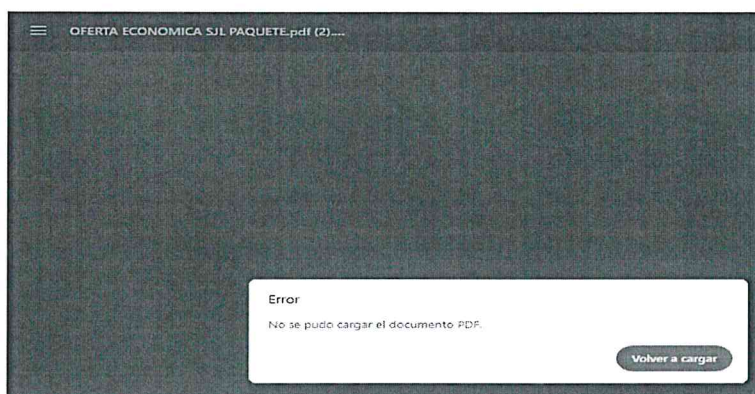 OFERTA ECONOMICA SJL PAQUETE.pdf (2)....
Error
No se pudo cargar el documento PDF.
Volver a cargar